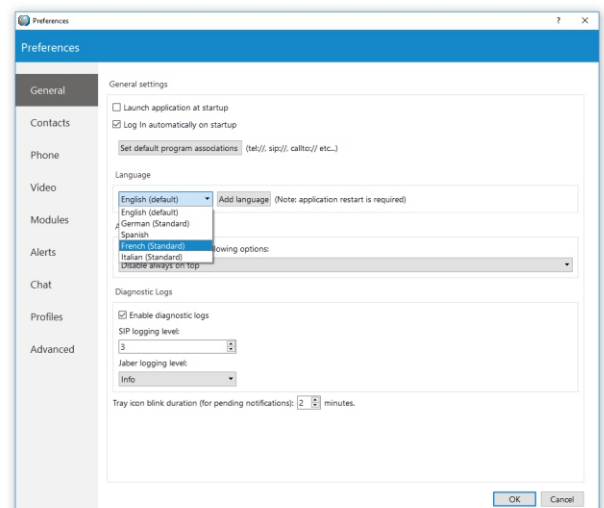 Preferences ? ×
Preferences
General
Contacts
Phone
Video
Modules
Alerts
Chat
Profiles
Advanced
General settings
Launch application at startup
Log In automatically on startup
Set default program associations (tel://, sip://, callto:// etc...)
Language
English (default) Add language (Note: application restart is required)
English (default)
German (Standard)
Spanish
French (Standard)
Italian (Standard)
lowing options:
Disable always on top
Diagnostic Logs
Enable diagnostic logs
SIP logging level:
3
Jaber logging level:
Info
Tray icon blink duration (for pending notifications): 2 minutes.
OK Cancel